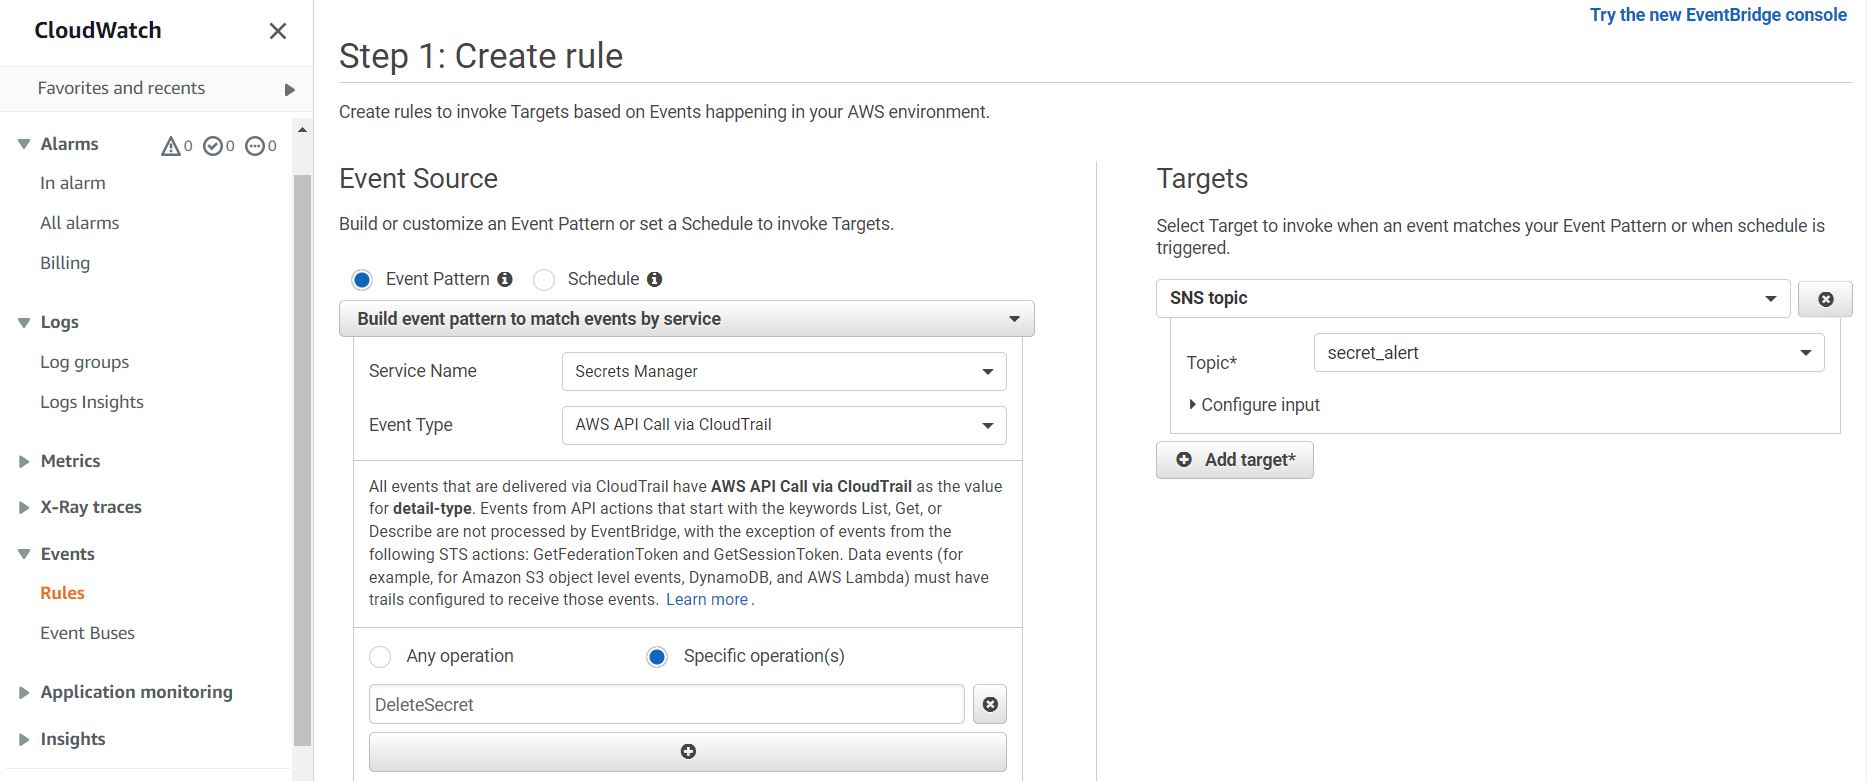 CloudWatch
Favorites and recents
Alarms 0 0 0
In alarm
All alarms
Billing
Logs
Log groups
Logs Insights
Metrics
X-Ray traces
Events
Rules
Event Buses
Application monitoring
Insights
Try the new EventBridge console
Step 1: Create rule
Create rules to invoke Targets based on Events happening in your AWS environment.
Event Source
Build or customize an Event Pattern or set a Schedule to invoke Targets.
Event Pattern Schedule
Build event pattern to match events by service
Service Name Secrets Manager
Event Type AWS API Call via CloudTrail
All events that are delivered via CloudTrail have AWS API Call via CloudTrail as the value
for detail-type. Events from API actions that start with the keywords List, Get, or
Describe are not processed by EventBridge, with the exception of events from the
following STS actions: GetFederationToken and GetSessionToken. Data events (for
example, for Amazon S3 object level events, DynamoDB, and AWS Lambda) must have
trails configured to receive those events. Learn more.
Any operation Specific operation(s)
DeleteSecret
Targets
Select Target to invoke when an event matches your Event Pattern or when schedule is
triggered.
SNS topic
Topic* secret_alert
Configure input
Add target*